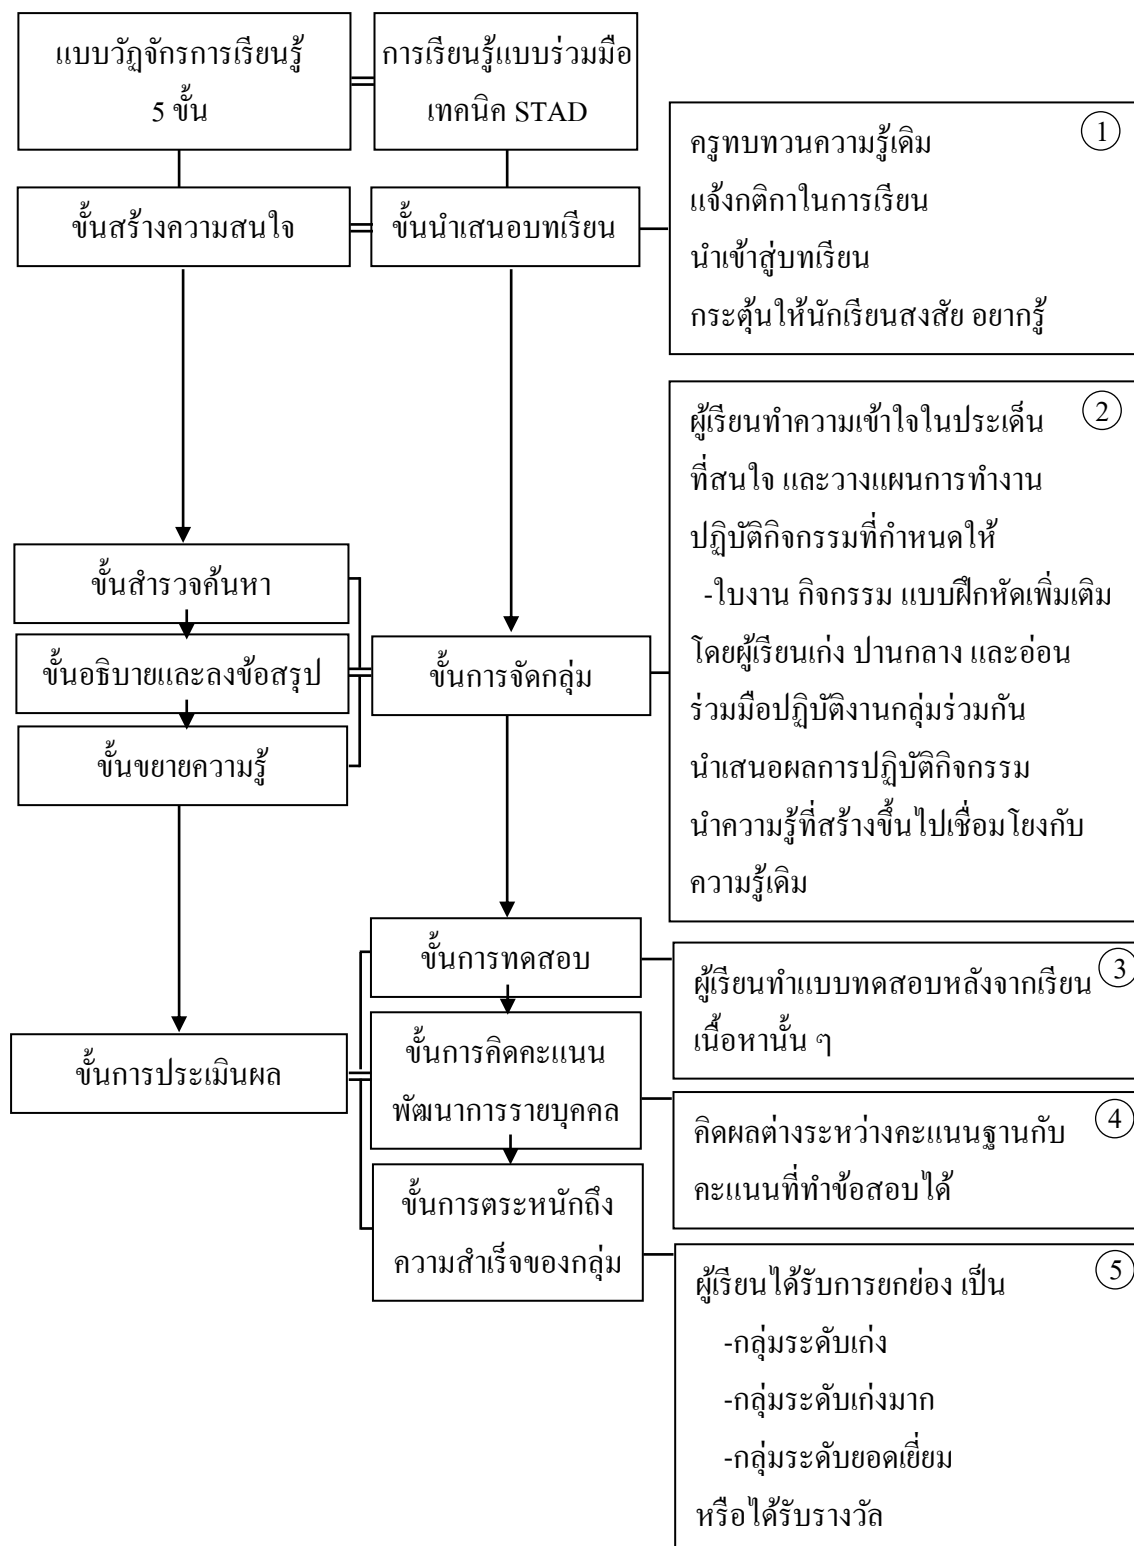 แบบวัฏจักรการเรียนรู้
5 ขั้น
การเรียนรู้แบบร่วมมือ
เทคนิค STAD
ขั้นสร้างความสนใจ
ขั้นนำเสนอบทเรียน
1
ครูทบทวนความรู้เดิม
แจ้งกติกาในการเรียน
นำเข้าสู่บทเรียน
กระตุ้นให้นักเรียนสงสัย อยากรู้
ขั้นสำรวจค้นหา
ขั้นอธิบายและลงข้อสรุป
ขั้นขยายความรู้
ขั้นการจัดกลุ่ม
2
ผู้เรียนทำความเข้าใจในประเด็น
ที่สนใจ และวางแผนการทำงาน
ปฏิบัติกิจกรรมที่กำหนดให้
-ใบงาน กิจกรรม แบบฝึกหัดเพิ่มเติม
โดยผู้เรียนเก่ง ปานกลาง และอ่อน
ร่วมมือปฏิบัติงานกลุ่มร่วมกัน
นำเสนอผลการปฏิบัติกิจกรรม
นำความรู้ที่สร้างขึ้นไปเชื่อมโยงกับ
ความรู้เดิม
ขั้นการประเมินผล
ขั้นการทดสอบ
3
ผู้เรียนทำแบบทดสอบหลังจากเรียน
เนื้อหานั้น ๆ
ขั้นการคิดคะแนน
พัฒนาการรายบุคคล
4
คิดผลต่างระหว่างคะแนนฐานกับ
คะแนนที่ทำข้อสอบได้
ขั้นการตระหนักถึง
ความสำเร็จของกลุ่ม
5
ผู้เรียนได้รับการยกย่อง เป็น
-กลุ่มระดับเก่ง
-กลุ่มระดับเก่งมาก
-กลุ่มระดับยอดเยี่ยม
หรือได้รับรางวัล